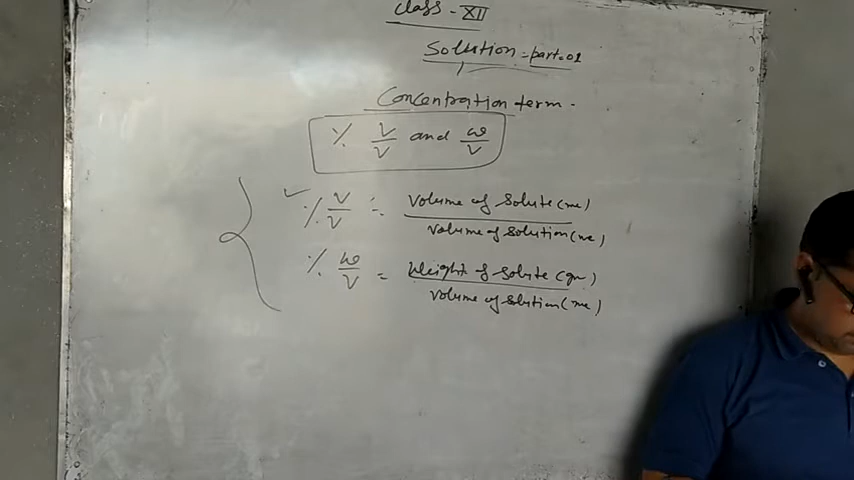 Class - XII
Solution - part-01
Concentration term.
% V/V and w/V
% V/V = Volume of Solute(ml) / Volume of Solution(ml)
% w/V = Weight of Solute(gm) / Volume of Solution(ml)